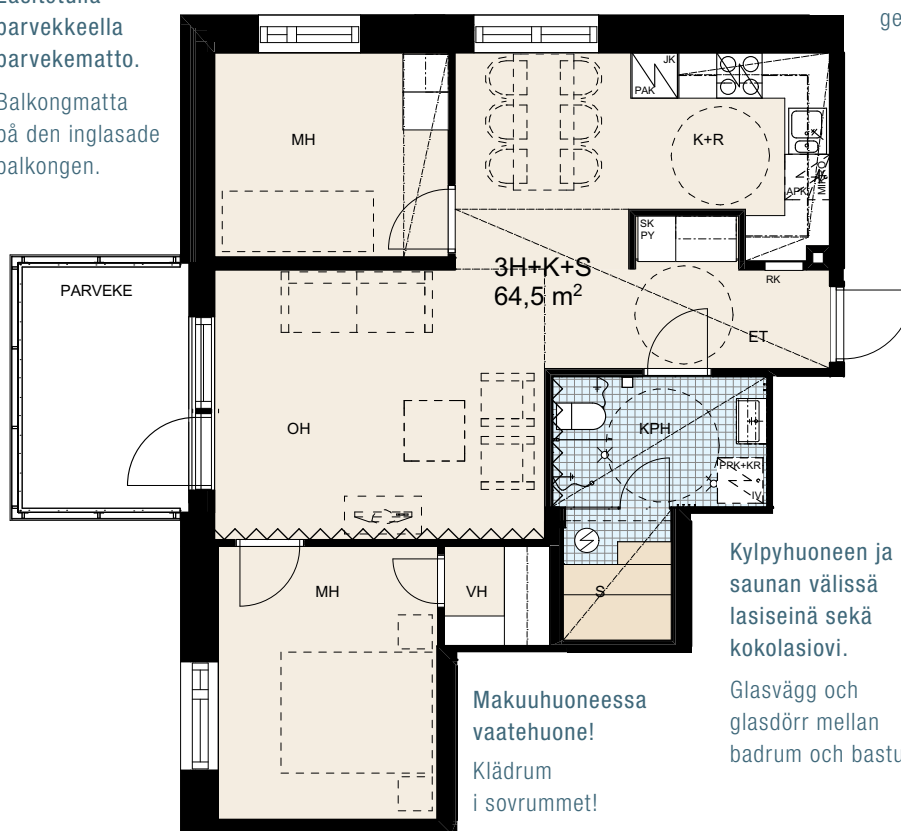 parvekkeella
parvekematto.
Balkongmatta
på den inglasade
balkongen.
ge
MH
JK
PAK
K+R
APK
MIKRO
SK
PY
3H+K+S
64,5 m²
RK
ET
PARVEKE
OH
KPH
PRK+KR
IV
MH
VH
S
Kylpyhuoneen ja
saunan välissä
lasiseinä sekä
kokolasiovi.
Glasvägg och
glasdörr mellan
badrum och bastu
Makuuhuoneessa
vaatehuone!
Klädrum
i sovrummet!